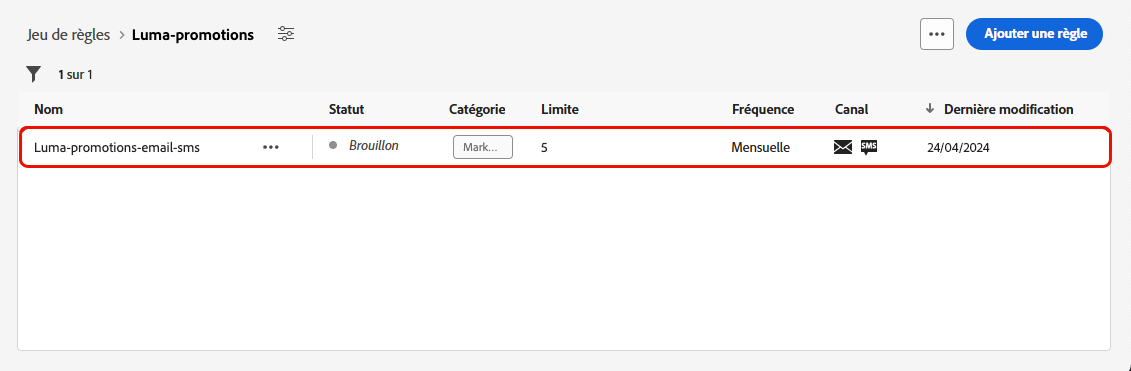 Jeu de règles > Luma-promotions
Ajouter une règle
1 sur 1
Nom Statut Catégorie Limite Fréquence Canal Dernière modification
Luma-promotions-email-sms Brouillon Mark... 5 Mensuelle SMS 24/04/2024